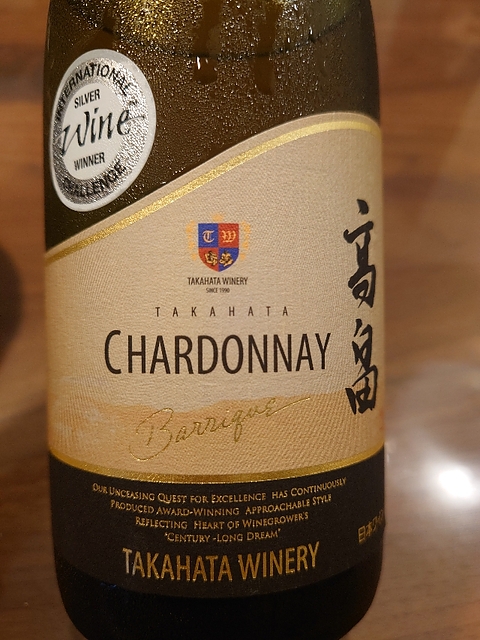 INTERNATIONAL
SILVER
Wine
WINNER
CHALLENGE
T W
TAKAHATA WINERY
SINCE 1990
TAKAHATA
CHARDONNAY
Barrique
高畠
OUR UNCEASING QUEST FOR EXCELLENCE HAS CONTINUOUSLY
PRODUCED AWARD-WINNING APPROACHABLE STYLE
REFLECTING HEART OF WINEGROWER'S
"CENTURY-LONG DREAM"
TAKAHATA WINERY
日本ワイ